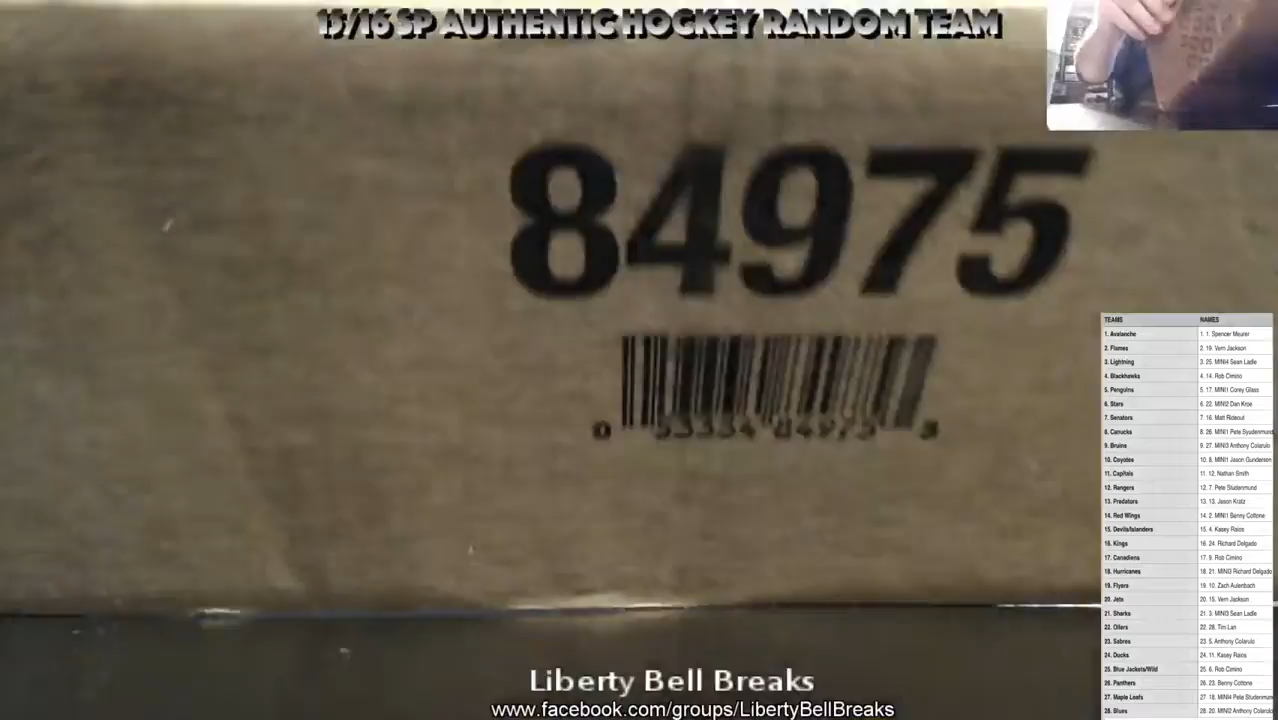 15/16 SP AUTHENTIC HOCKEY RANDOM TEAM
84975
TEAMS NAMES
1. Avalanche 1. 1. Spencer Meurer
2. Flames 2. 19. Vern Jackson
3. Lightning 3. 25. MINI4 Sean Ladle
4. Blackhawks 4. 14. Rob Cimino
5. Penguins 5. 17. MINI1 Corey Glass
6. Stars 6. 22. MINI2 Dan Kroe
7. Senators 7. 16. Matt Rideout
8. Canucks 8. 26. MINI1 Pete Syudenmund
9. Bruins 9. 27. MINI3 Anthony Colarulo
10. Coyotes 10. 8. MINI1 Jason Gunderson
11. Capitals 11. 12. Nathan Smith
12. Rangers 12. 7. Pete Studenmund
13. Predators 13. 13. Jason Kratz
14. Red Wings 14. 2. MINI1 Benny Cottone
15. Devils/Islanders 15. 4. Kasey Raios
16. Kings 16. 24. Richard Delgado
17. Canadiens 17. 9. Rob Cimino
18. Hurricanes 18. 21. MINI3 Richard Delgado
19. Flyers 19. 10. Zach Aulenbach
20. Jets 20. 15. Vern Jackson
21. Sharks 21. 3. MINI3 Sean Ladle
22. Oilers 22. 28. Tim Lan
23. Sabres 23. 5. Anthony Colarulo
24. Ducks 24. 11. Kasey Raios
25. Blue Jackets/Wild 25. 6. Rob Cimino
26. Panthers 26. 23. Benny Cottone
27. Maple Leafs 27. 18. MINI4 Pete Studenmun
28. Blues 28. 20. MINI2 Anthony Colarulo
Liberty Bell Breaks
www.facebook.com/groups/LibertyBellBreaks